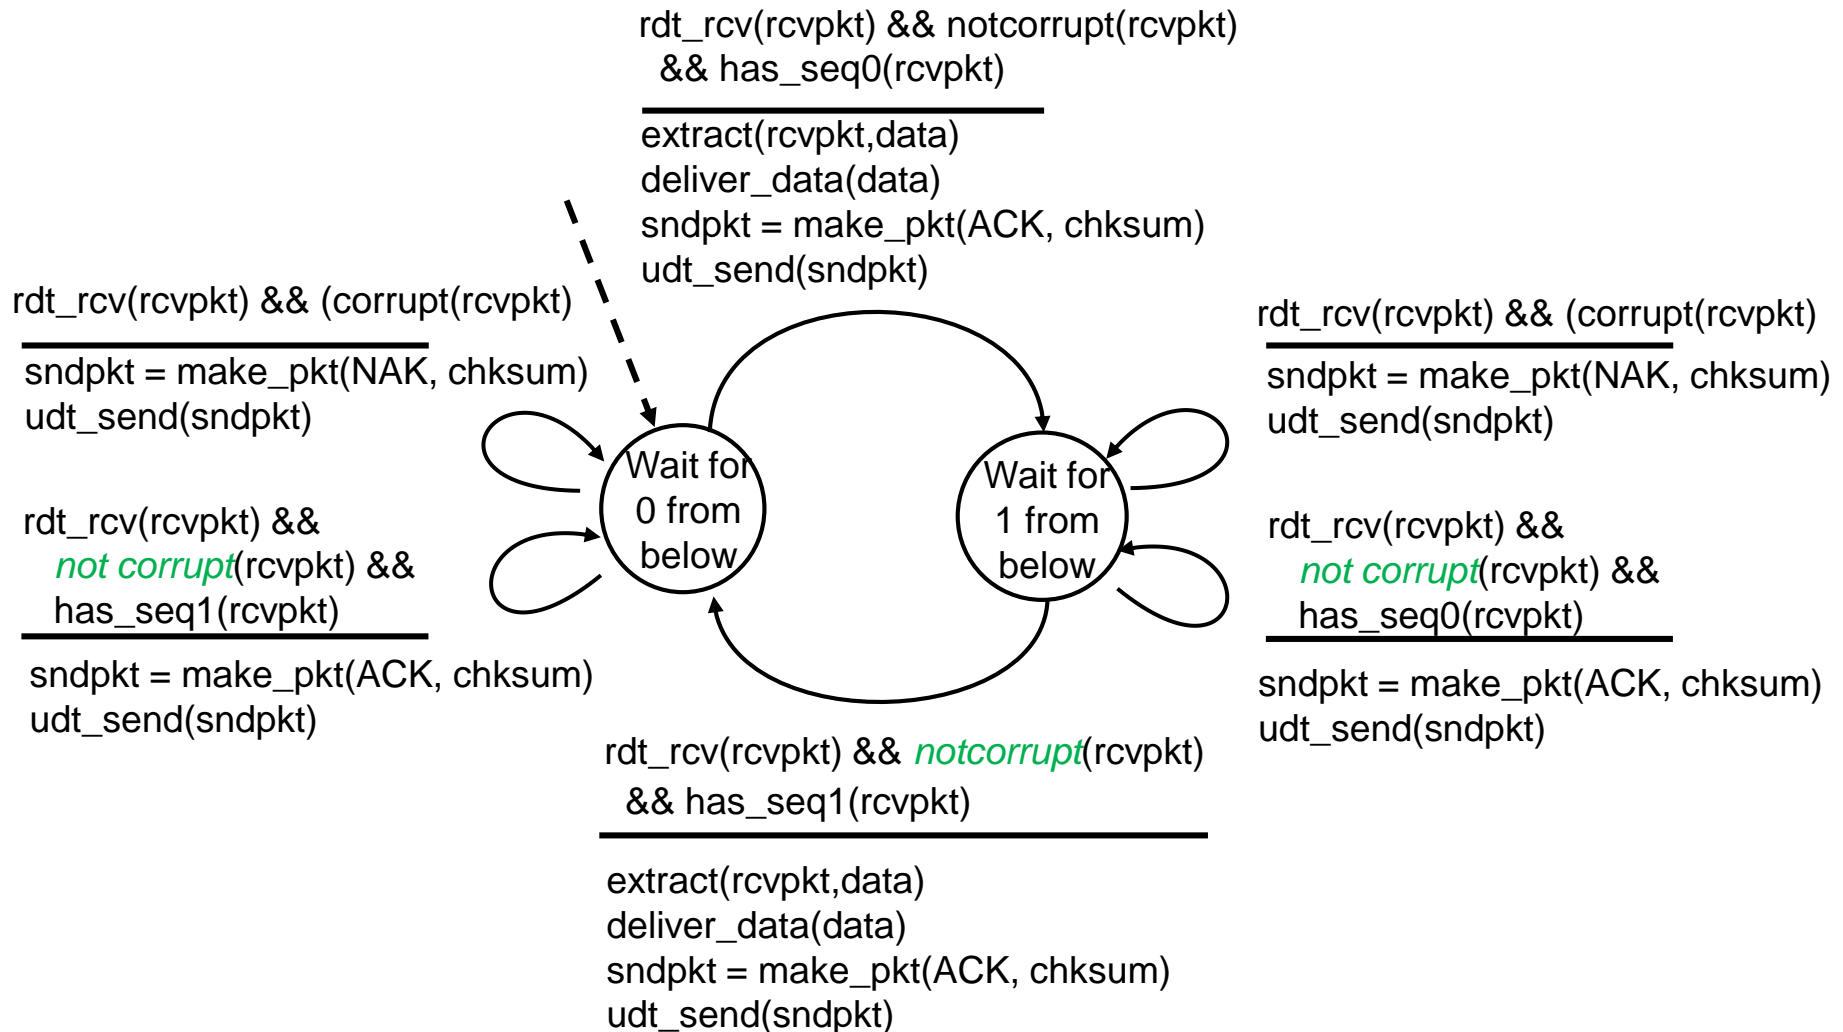 rdt_rcv(rcvpkt) && notcorrupt(rcvpkt)
&& has_seq0(rcvpkt)
extract(rcvpkt,data)
deliver_data(data)
sndpkt = make_pkt(ACK, chksum)
udt_send(sndpkt)
rdt_rcv(rcvpkt) && (corrupt(rcvpkt)
sndpkt = make_pkt(NAK, chksum)
udt_send(sndpkt)
rdt_rcv(rcvpkt) &&
not corrupt(rcvpkt) &&
has_seq1(rcvpkt)
sndpkt = make_pkt(ACK, chksum)
udt_send(sndpkt)
Wait for
0 from
below
Wait for
1 from
below
rdt_rcv(rcvpkt) && (corrupt(rcvpkt)
sndpkt = make_pkt(NAK, chksum)
udt_send(sndpkt)
rdt_rcv(rcvpkt) &&
not corrupt(rcvpkt) &&
has_seq0(rcvpkt)
sndpkt = make_pkt(ACK, chksum)
udt_send(sndpkt)
rdt_rcv(rcvpkt) && notcorrupt(rcvpkt)
&& has_seq1(rcvpkt)
extract(rcvpkt,data)
deliver_data(data)
sndpkt = make_pkt(ACK, chksum)
udt_send(sndpkt)